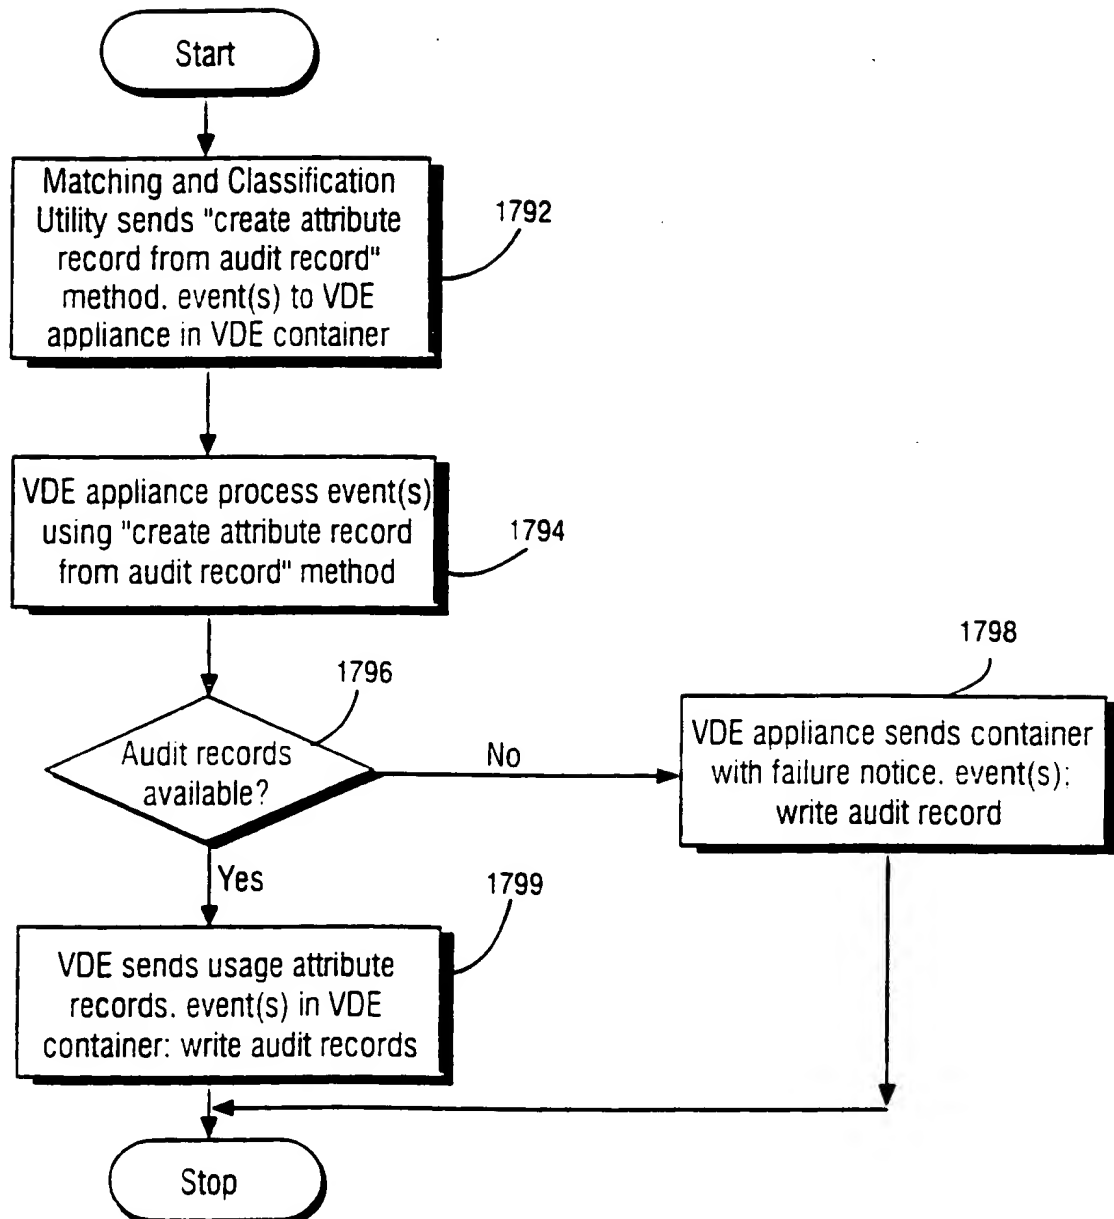 Start
Matching and Classification
Utility sends "create attribute
record from audit record"
method. event(s) to VDE
appliance in VDE container
1792
VDE appliance process event(s)
using "create attribute record
from audit record" method
1794
1796
Audit records
available?
No
Yes
1798
VDE appliance sends container
with failure notice. event(s);
write audit record
1799
VDE sends usage attribute
records. event(s) in VDE
container: write audit records
Stop